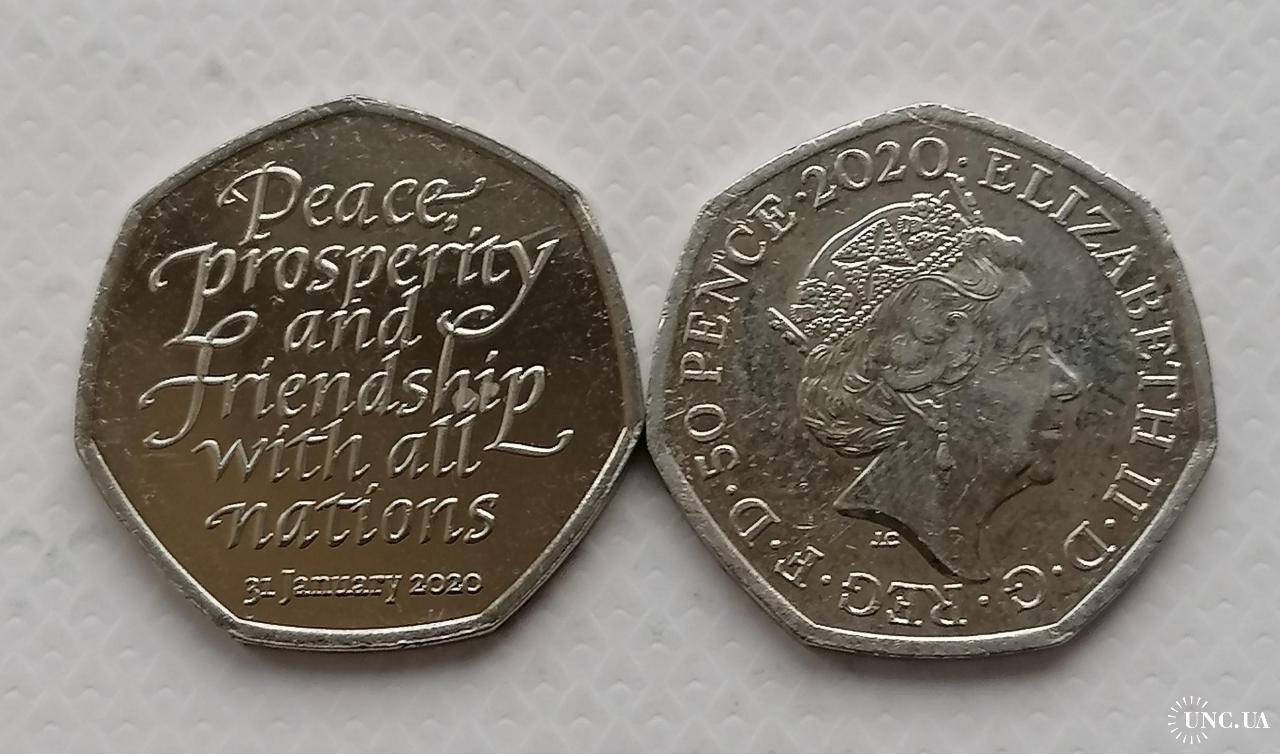 Peace,
prosperity
and
friendship
with all
nations
31 January 2020
ELIZABETH II·D·G·REG·F·D·50 PENCE·2020·
JC
UNC.UA